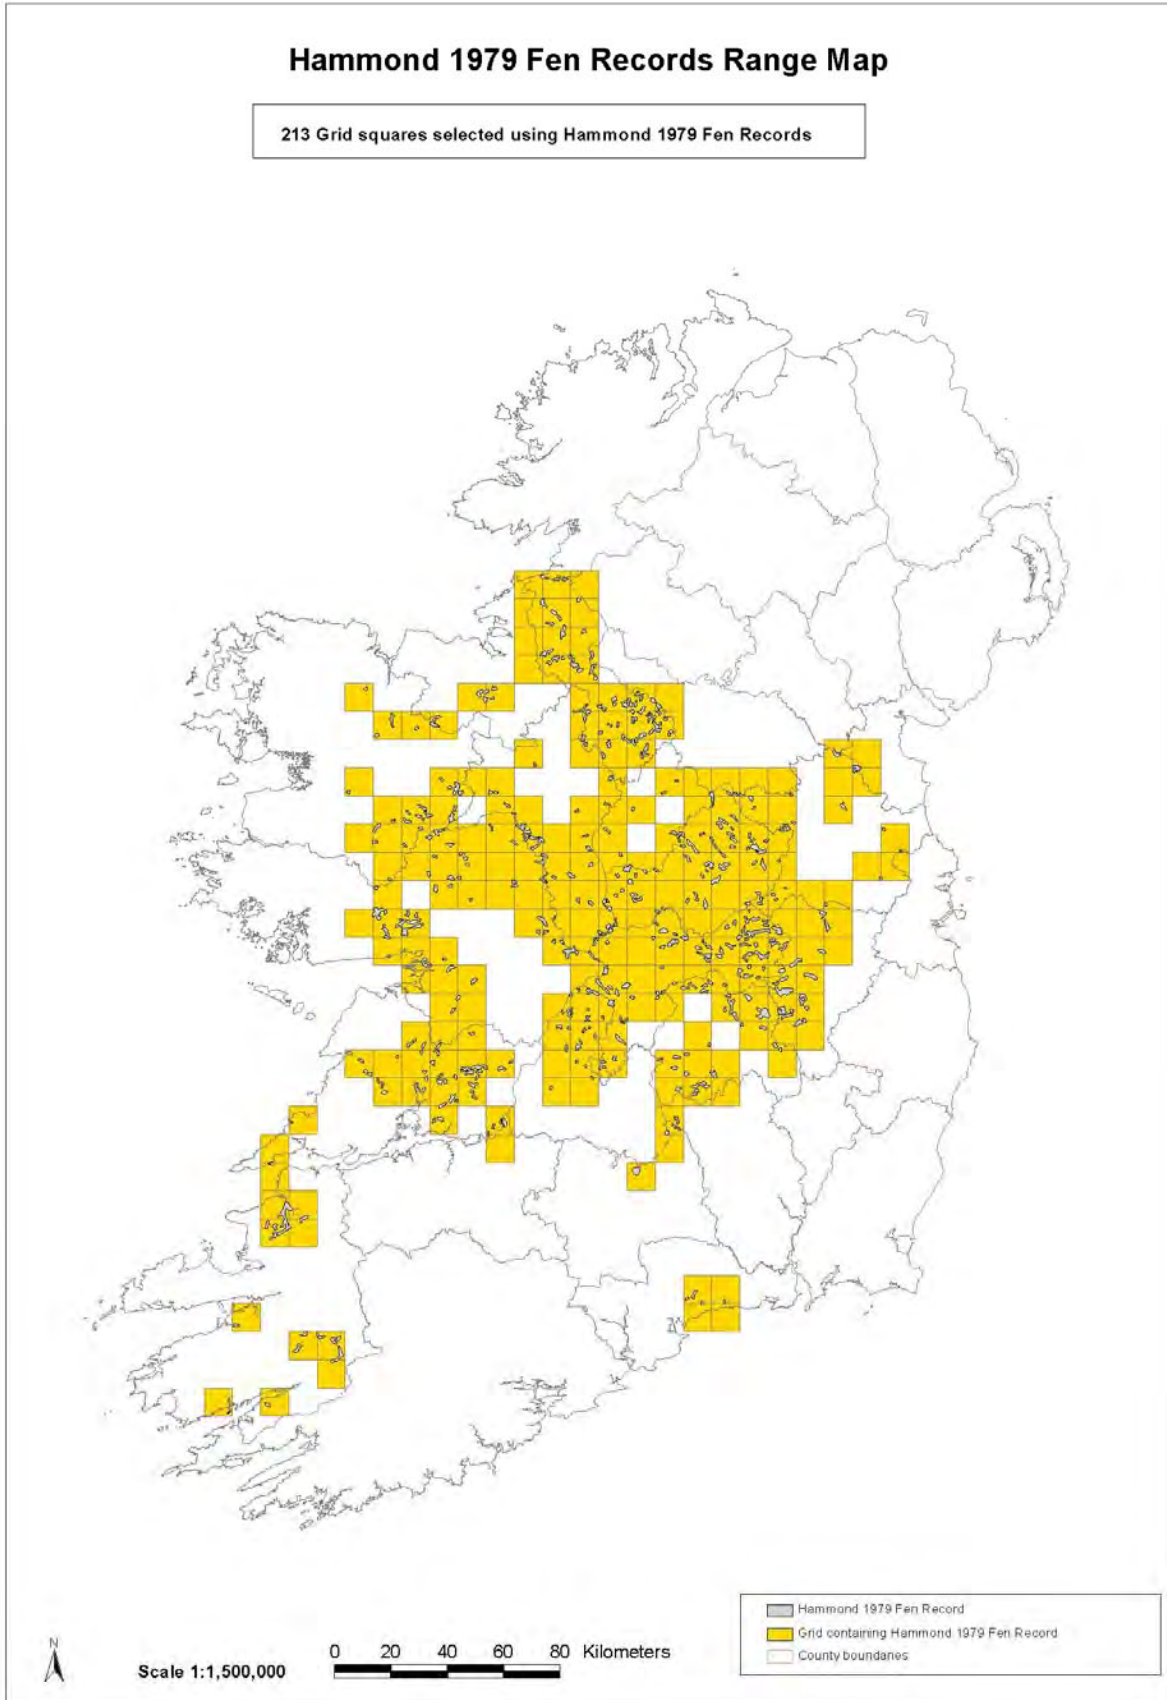 Hammond 1979 Fen Records Range Map
213 Grid squares selected using Hammond 1979 Fen Records
Hammond 1979 Fen Record
Grid containing Hammond 1979 Fen Record
County boundaries
N
Scale 1:1,500,000
0 20 40 60 80 Kilometers